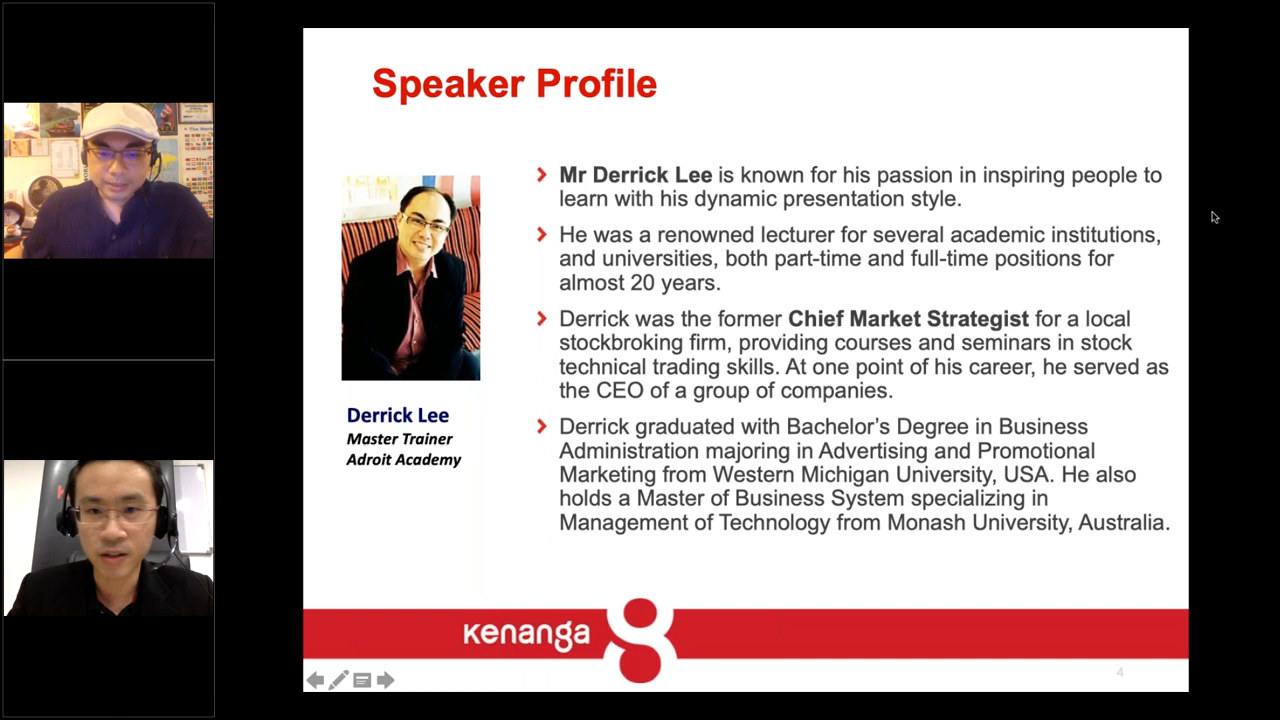 Speaker Profile
Mr Derrick Lee is known for his passion in inspiring people to
learn with his dynamic presentation style.
He was a renowned lecturer for several academic institutions,
and universities, both part-time and full-time positions for
almost 20 years.
Derrick was the former Chief Market Strategist for a local
stockbroking firm, providing courses and seminars in stock
technical trading skills. At one point of his career, he served as
the CEO of a group of companies.
Derrick graduated with Bachelor’s Degree in Business
Administration majoring in Advertising and Promotional
Marketing from Western Michigan University, USA. He also
holds a Master of Business System specializing in
Management of Technology from Monash University, Australia.
Derrick Lee
Master Trainer
Adroit Academy
kenanga
4